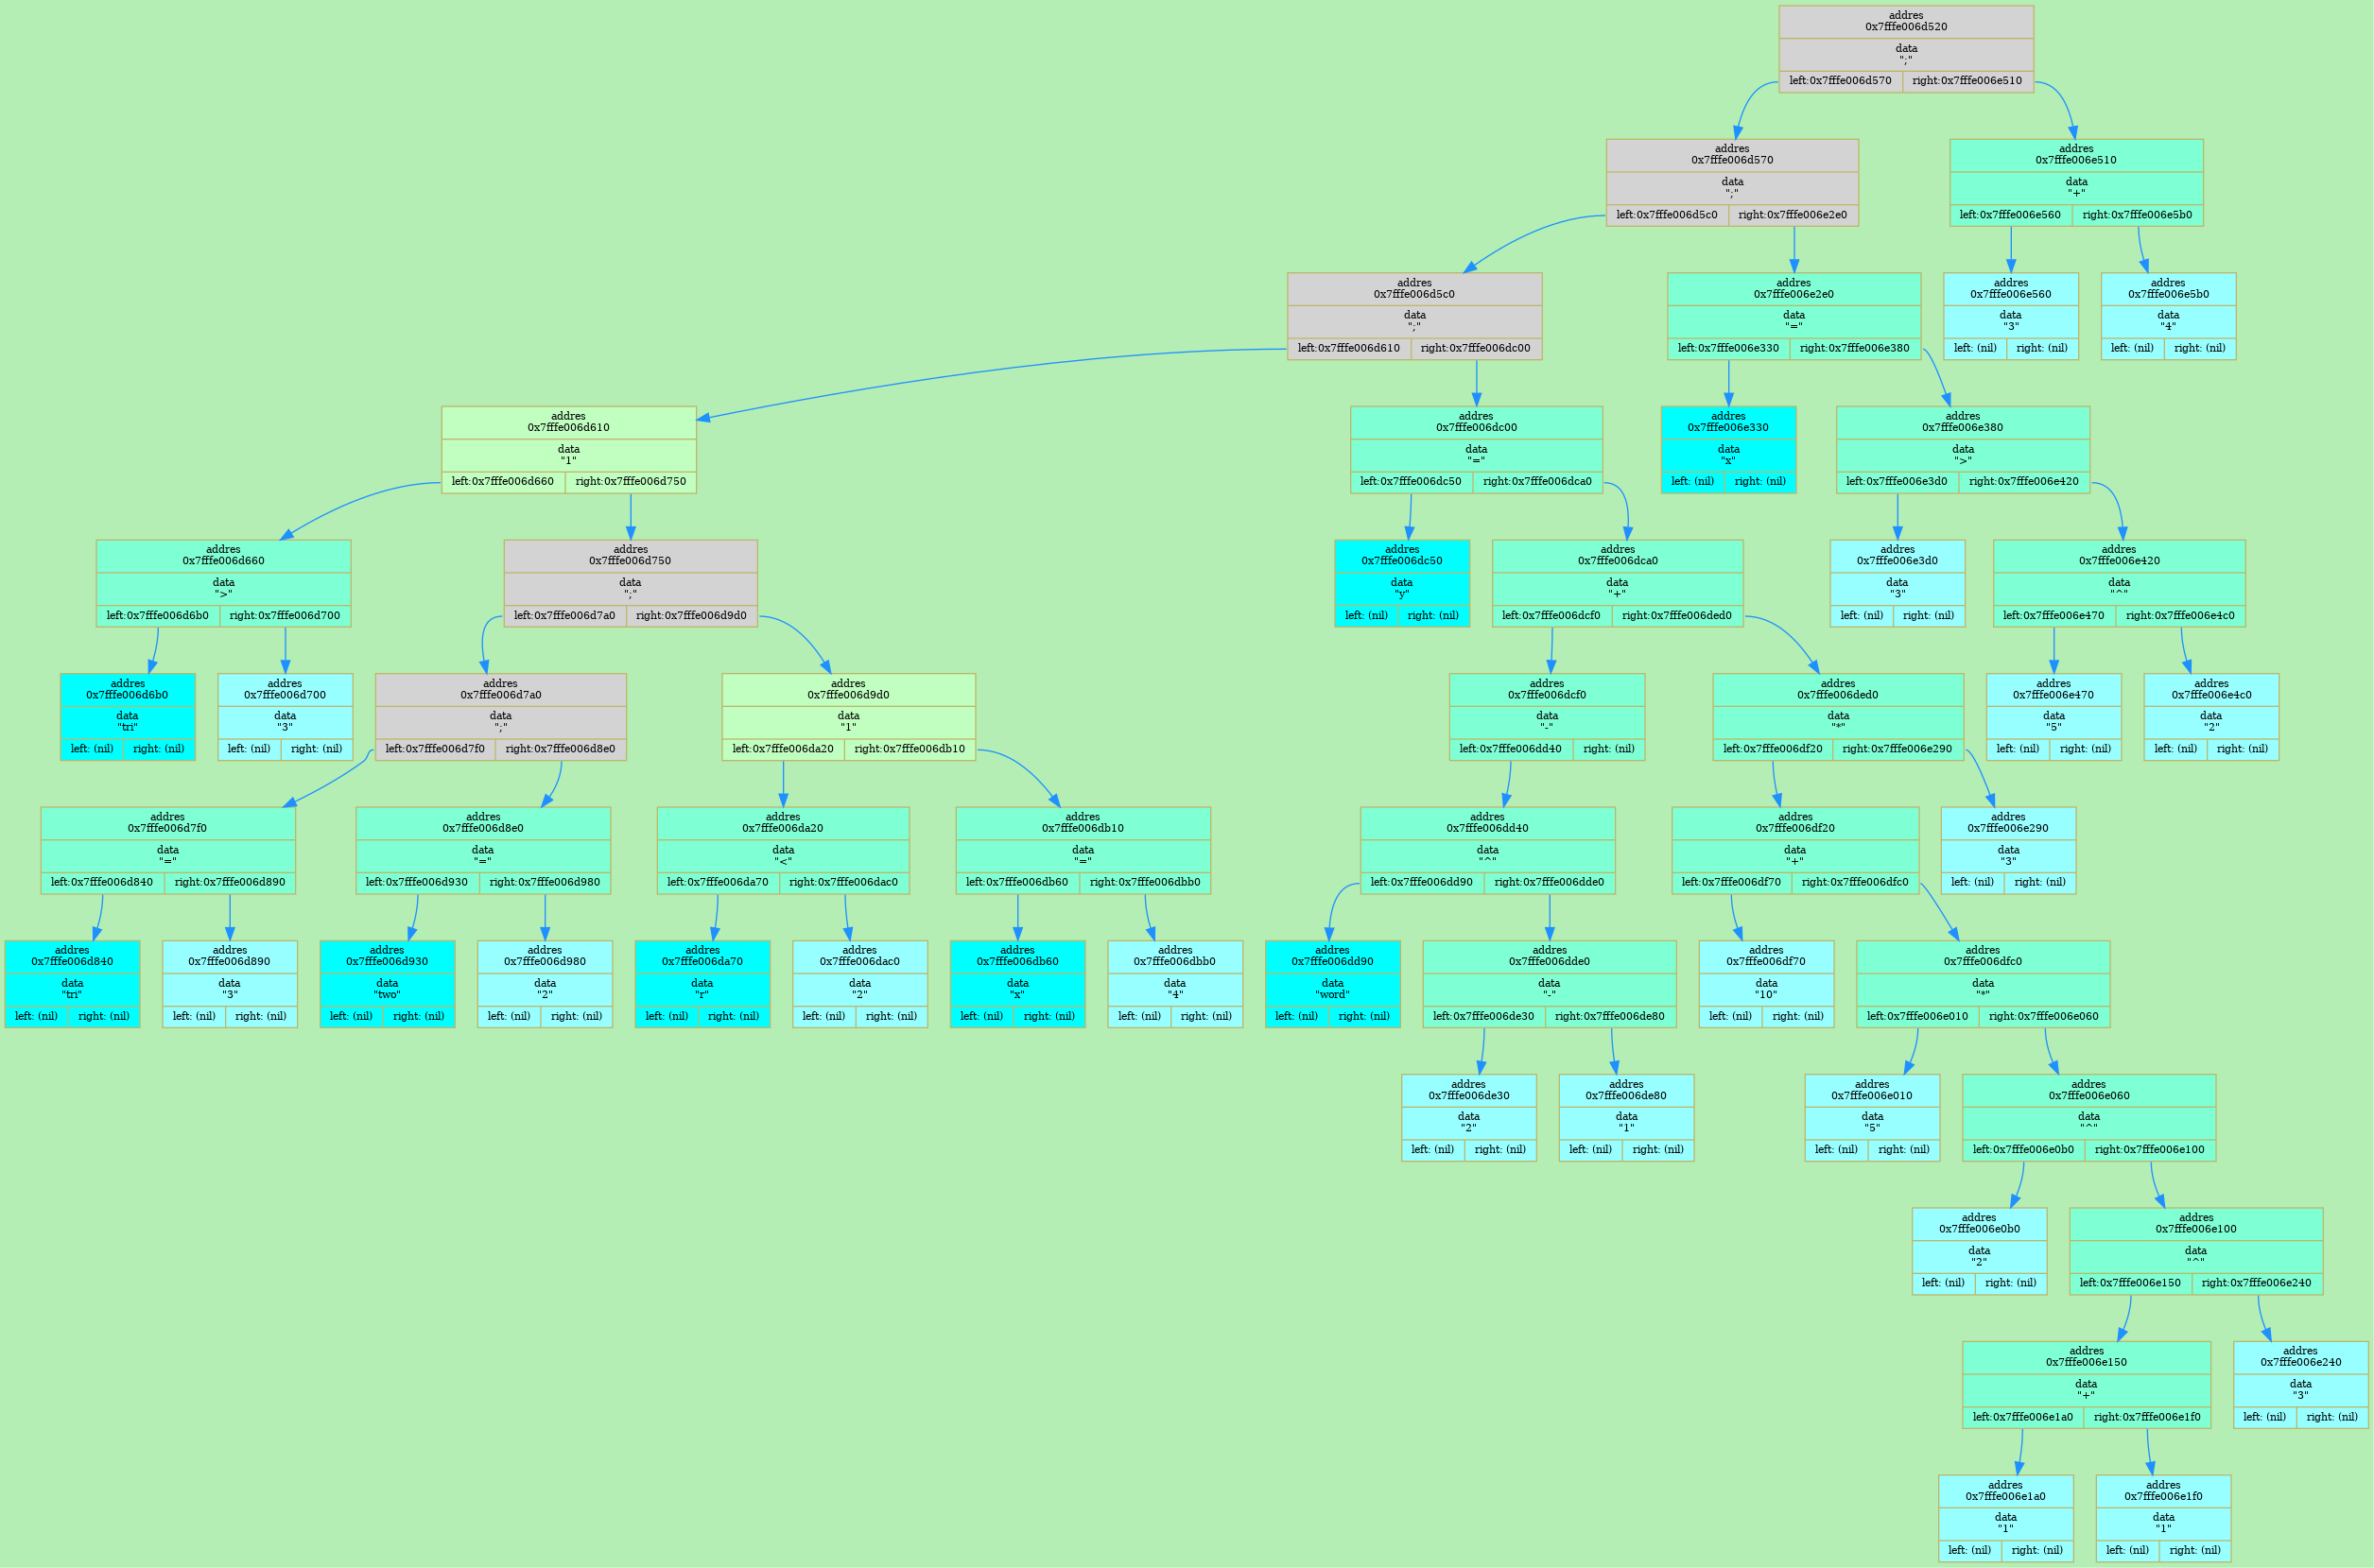 addres
0x7fffe006d520
data
";"
left:0x7fffe006d570 right:0x7fffe006e510
addres
0x7fffe006d570
data
";"
left:0x7fffe006d5c0 right:0x7fffe006e2e0
addres
0x7fffe006e510
data
"+"
left:0x7fffe006e560 right:0x7fffe006e5b0
addres
0x7fffe006d5c0
data
";"
left:0x7fffe006d610 right:0x7fffe006dc00
addres
0x7fffe006e2e0
data
"="
left:0x7fffe006e330 right:0x7fffe006e380
addres
0x7fffe006e560
data
"3"
left: (nil) right: (nil)
addres
0x7fffe006e5b0
data
"4"
left: (nil) right: (nil)
addres
0x7fffe006d610
data
"1"
left:0x7fffe006d660 right:0x7fffe006d750
addres
0x7fffe006dc00
data
"="
left:0x7fffe006dc50 right:0x7fffe006dca0
addres
0x7fffe006e330
data
"x"
left: (nil) right: (nil)
addres
0x7fffe006e380
data
">"
left:0x7fffe006e3d0 right:0x7fffe006e420
addres
0x7fffe006d660
data
">"
left:0x7fffe006d6b0 right:0x7fffe006d700
addres
0x7fffe006d750
data
";"
left:0x7fffe006d7a0 right:0x7fffe006d9d0
addres
0x7fffe006dc50
data
"y"
left: (nil) right: (nil)
addres
0x7fffe006dca0
data
"+"
left:0x7fffe006dcf0 right:0x7fffe006ded0
addres
0x7fffe006e3d0
data
"3"
left: (nil) right: (nil)
addres
0x7fffe006e420
data
"^"
left:0x7fffe006e470 right:0x7fffe006e4c0
addres
0x7fffe006d6b0
data
"tri"
left: (nil) right: (nil)
addres
0x7fffe006d700
data
"3"
left: (nil) right: (nil)
addres
0x7fffe006d7a0
data
";"
left:0x7fffe006d7f0 right:0x7fffe006d8e0
addres
0x7fffe006d9d0
data
"1"
left:0x7fffe006da20 right:0x7fffe006db10
addres
0x7fffe006dcf0
data
"-"
left:0x7fffe006dd40 right: (nil)
addres
0x7fffe006ded0
data
"*"
left:0x7fffe006df20 right:0x7fffe006e290
addres
0x7fffe006e470
data
"5"
left: (nil) right: (nil)
addres
0x7fffe006e4c0
data
"2"
left: (nil) right: (nil)
addres
0x7fffe006d7f0
data
"="
left:0x7fffe006d840 right:0x7fffe006d890
addres
0x7fffe006d8e0
data
"="
left:0x7fffe006d930 right:0x7fffe006d980
addres
0x7fffe006da20
data
"<"
left:0x7fffe006da70 right:0x7fffe006dac0
addres
0x7fffe006db10
data
"="
left:0x7fffe006db60 right:0x7fffe006dbb0
addres
0x7fffe006dd40
data
"^"
left:0x7fffe006dd90 right:0x7fffe006dde0
addres
0x7fffe006df20
data
"+"
left:0x7fffe006df70 right:0x7fffe006dfc0
addres
0x7fffe006e290
data
"3"
left: (nil) right: (nil)
addres
0x7fffe006d840
data
"tri"
left: (nil) right: (nil)
addres
0x7fffe006d890
data
"3"
left: (nil) right: (nil)
addres
0x7fffe006d930
data
"two"
left: (nil) right: (nil)
addres
0x7fffe006d980
data
"2"
left: (nil) right: (nil)
addres
0x7fffe006da70
data
"r"
left: (nil) right: (nil)
addres
0x7fffe006dac0
data
"2"
left: (nil) right: (nil)
addres
0x7fffe006db60
data
"x"
left: (nil) right: (nil)
addres
0x7fffe006dbb0
data
"4"
left: (nil) right: (nil)
addres
0x7fffe006dd90
data
"word"
left: (nil) right: (nil)
addres
0x7fffe006dde0
data
"-"
left:0x7fffe006de30 right:0x7fffe006de80
addres
0x7fffe006df70
data
"10"
left: (nil) right: (nil)
addres
0x7fffe006dfc0
data
"*"
left:0x7fffe006e010 right:0x7fffe006e060
addres
0x7fffe006de30
data
"2"
left: (nil) right: (nil)
addres
0x7fffe006de80
data
"1"
left: (nil) right: (nil)
addres
0x7fffe006e010
data
"5"
left: (nil) right: (nil)
addres
0x7fffe006e060
data
"^"
left:0x7fffe006e0b0 right:0x7fffe006e100
addres
0x7fffe006e0b0
data
"2"
left: (nil) right: (nil)
addres
0x7fffe006e100
data
"^"
left:0x7fffe006e150 right:0x7fffe006e240
addres
0x7fffe006e150
data
"+"
left:0x7fffe006e1a0 right:0x7fffe006e1f0
addres
0x7fffe006e240
data
"3"
left: (nil) right: (nil)
addres
0x7fffe006e1a0
data
"1"
left: (nil) right: (nil)
addres
0x7fffe006e1f0
data
"1"
left: (nil) right: (nil)